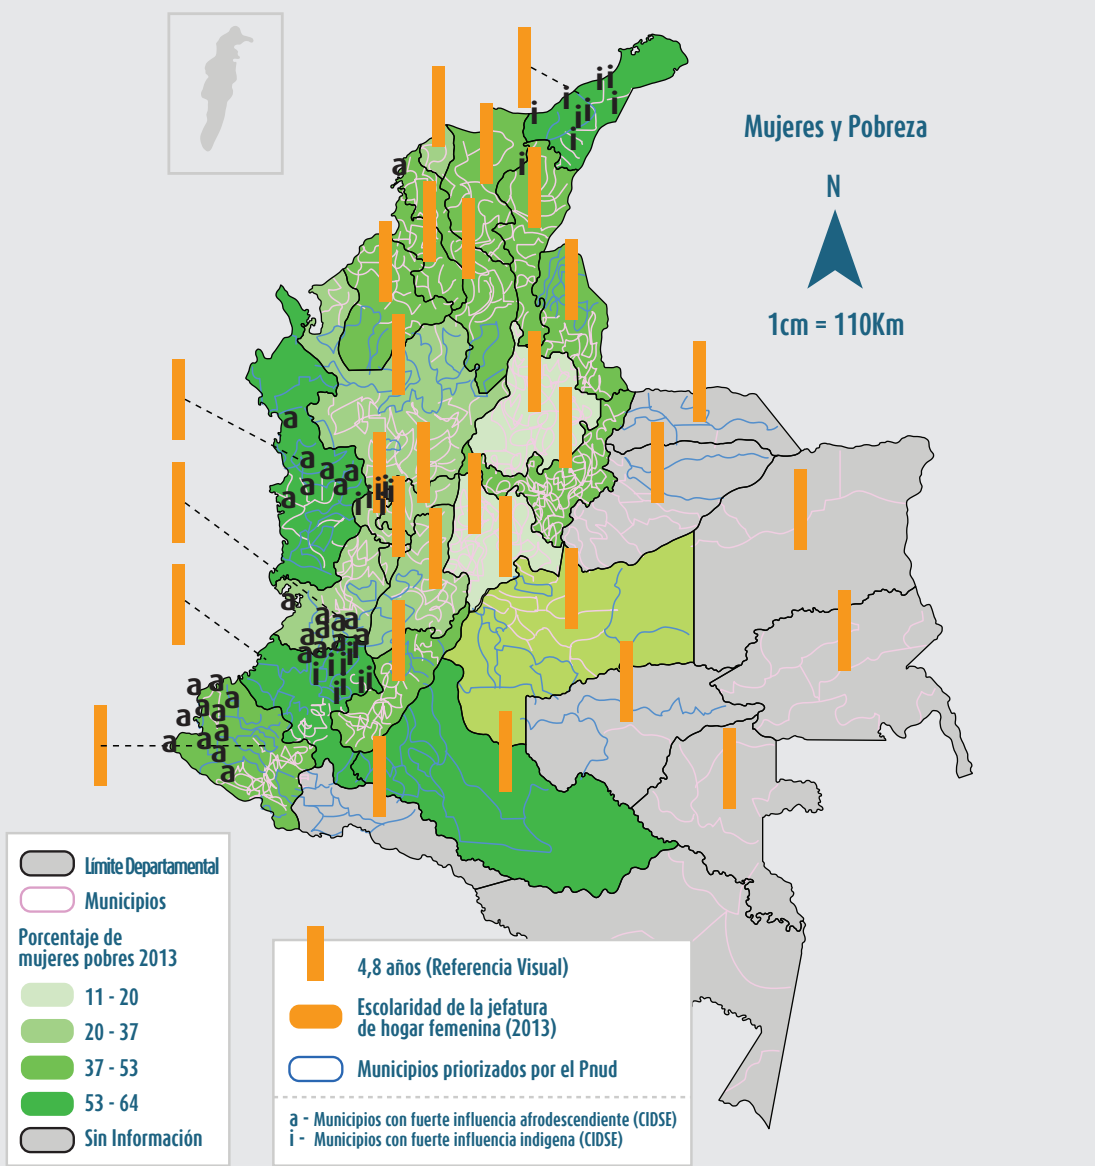 Mujeres y Pobreza
N
1cm = 110Km
i i
i
i
i
i
i
i
i
a
a
a
a
a
a
a
a
i
i
i
i
i
i
a
a
a
a
a
a
a
a
a
a
i
i
i
i
i
i
i
i
i
a
a
a
a
a
a
a
a
a
a
a
Límite Departamental
Municipios
Porcentaje de
mujeres pobres 2013
11 - 20
20 - 37
37 - 53
53 - 64
Sin Información
4,8 años (Referencia Visual)
Escolaridad de la jefatura
de hogar femenina (2013)
Municipios priorizados por el Pnud
a - Municipios con fuerte influencia afrodescendiente (CIDSE)
i - Municipios con fuerte influencia indigena (CIDSE)